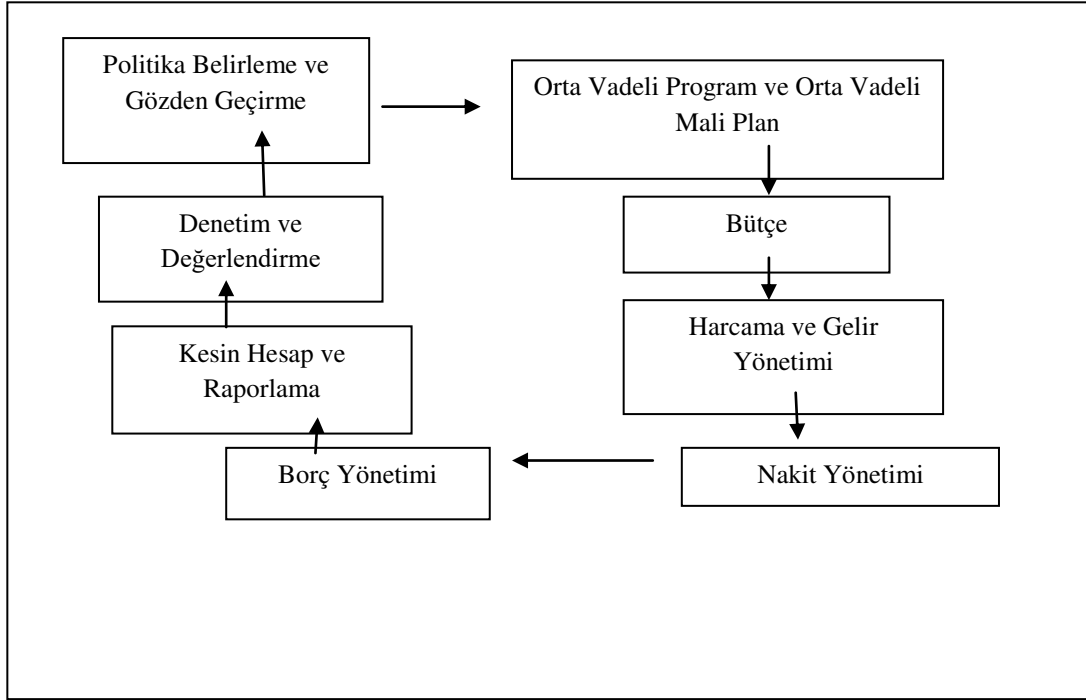 Politika Belirleme ve
Gözden Geçirme
Orta Vadeli Program ve Orta Vadeli
Mali Plan
Bütçe
Harcama ve Gelir
Yönetimi
Nakit Yönetimi
Borç Yönetimi
Kesin Hesap ve
Raporlama
Denetim ve
Değerlendirme